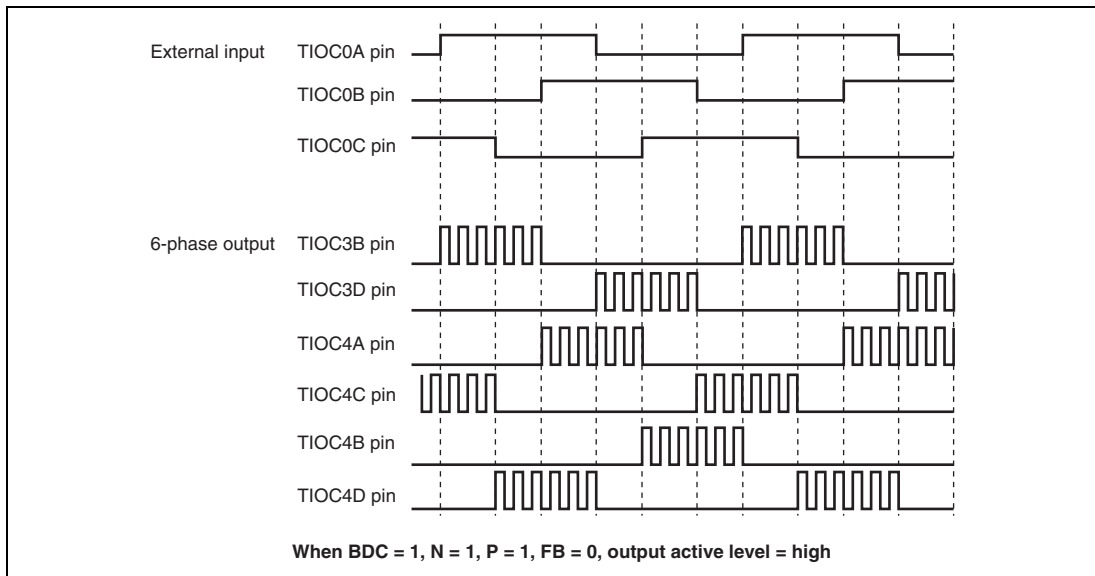 External input TIOC0A pin
TIOC0B pin
TIOC0C pin
6-phase output TIOC3B pin
TIOC3D pin
TIOC4A pin
TIOC4C pin
TIOC4B pin
TIOC4D pin
When BDC = 1, N = 1, P = 1, FB = 0, output active level = high